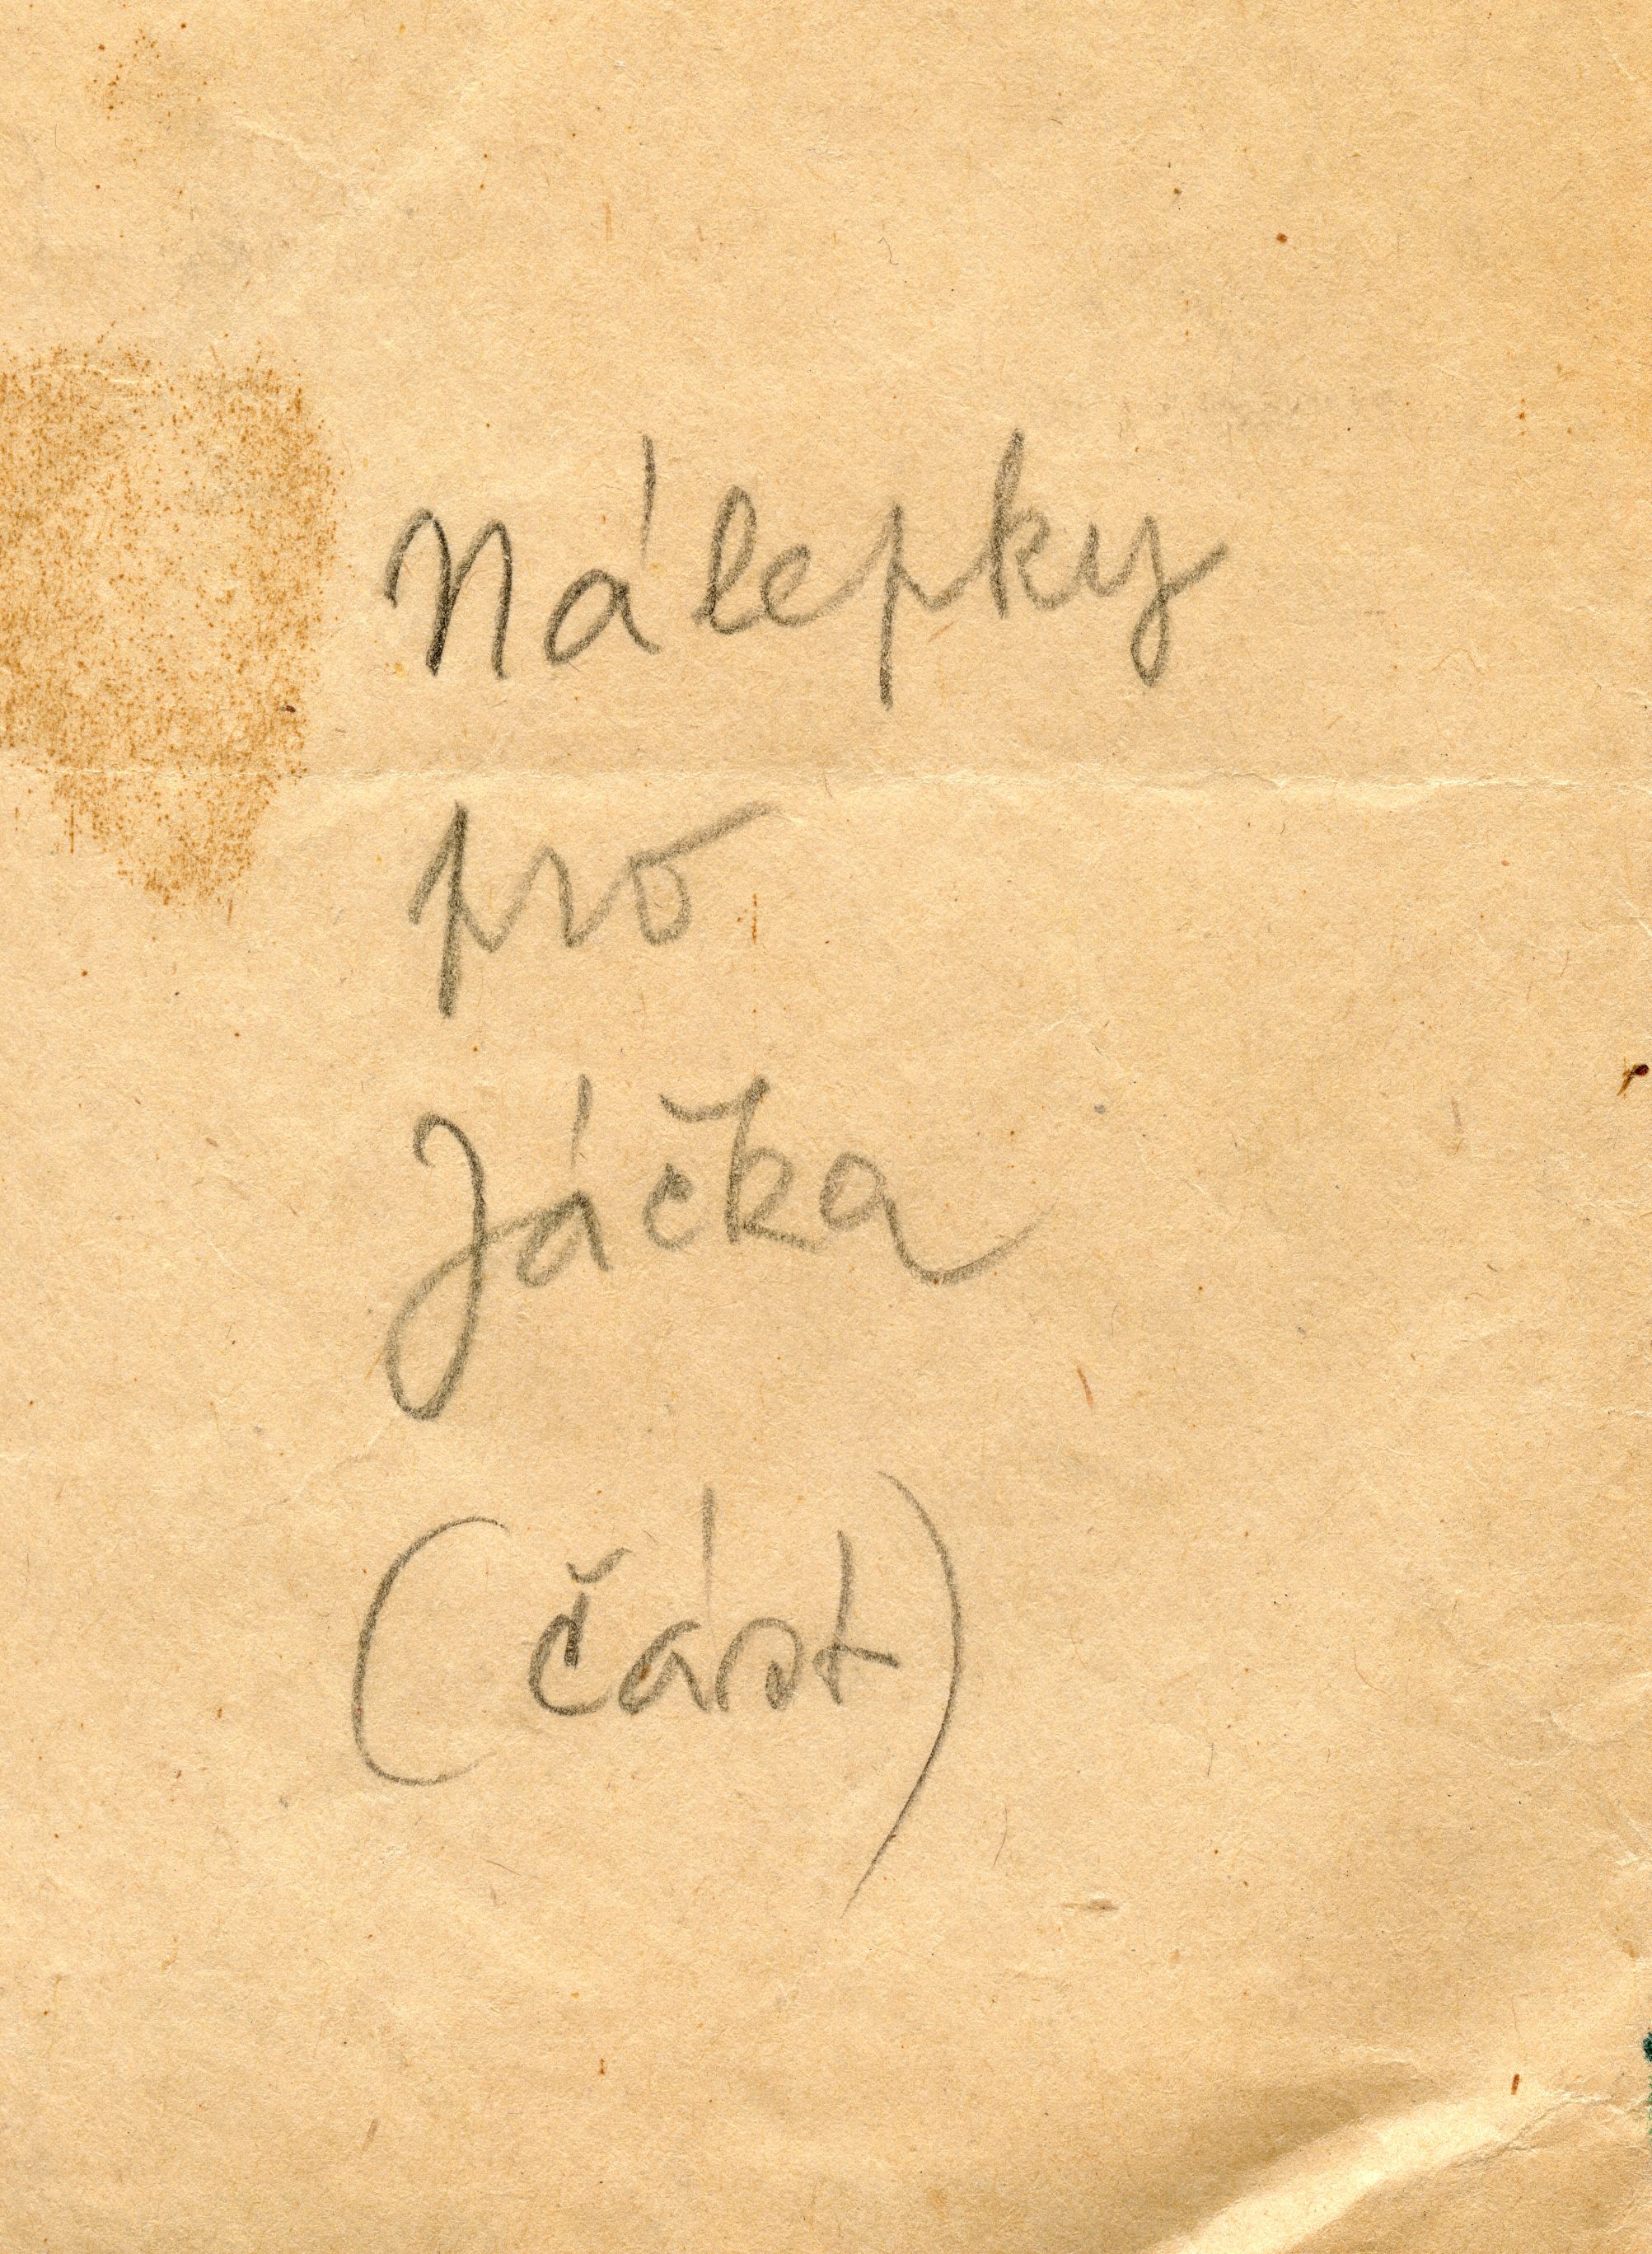 Nálepky
pro
Jáčka
(část)